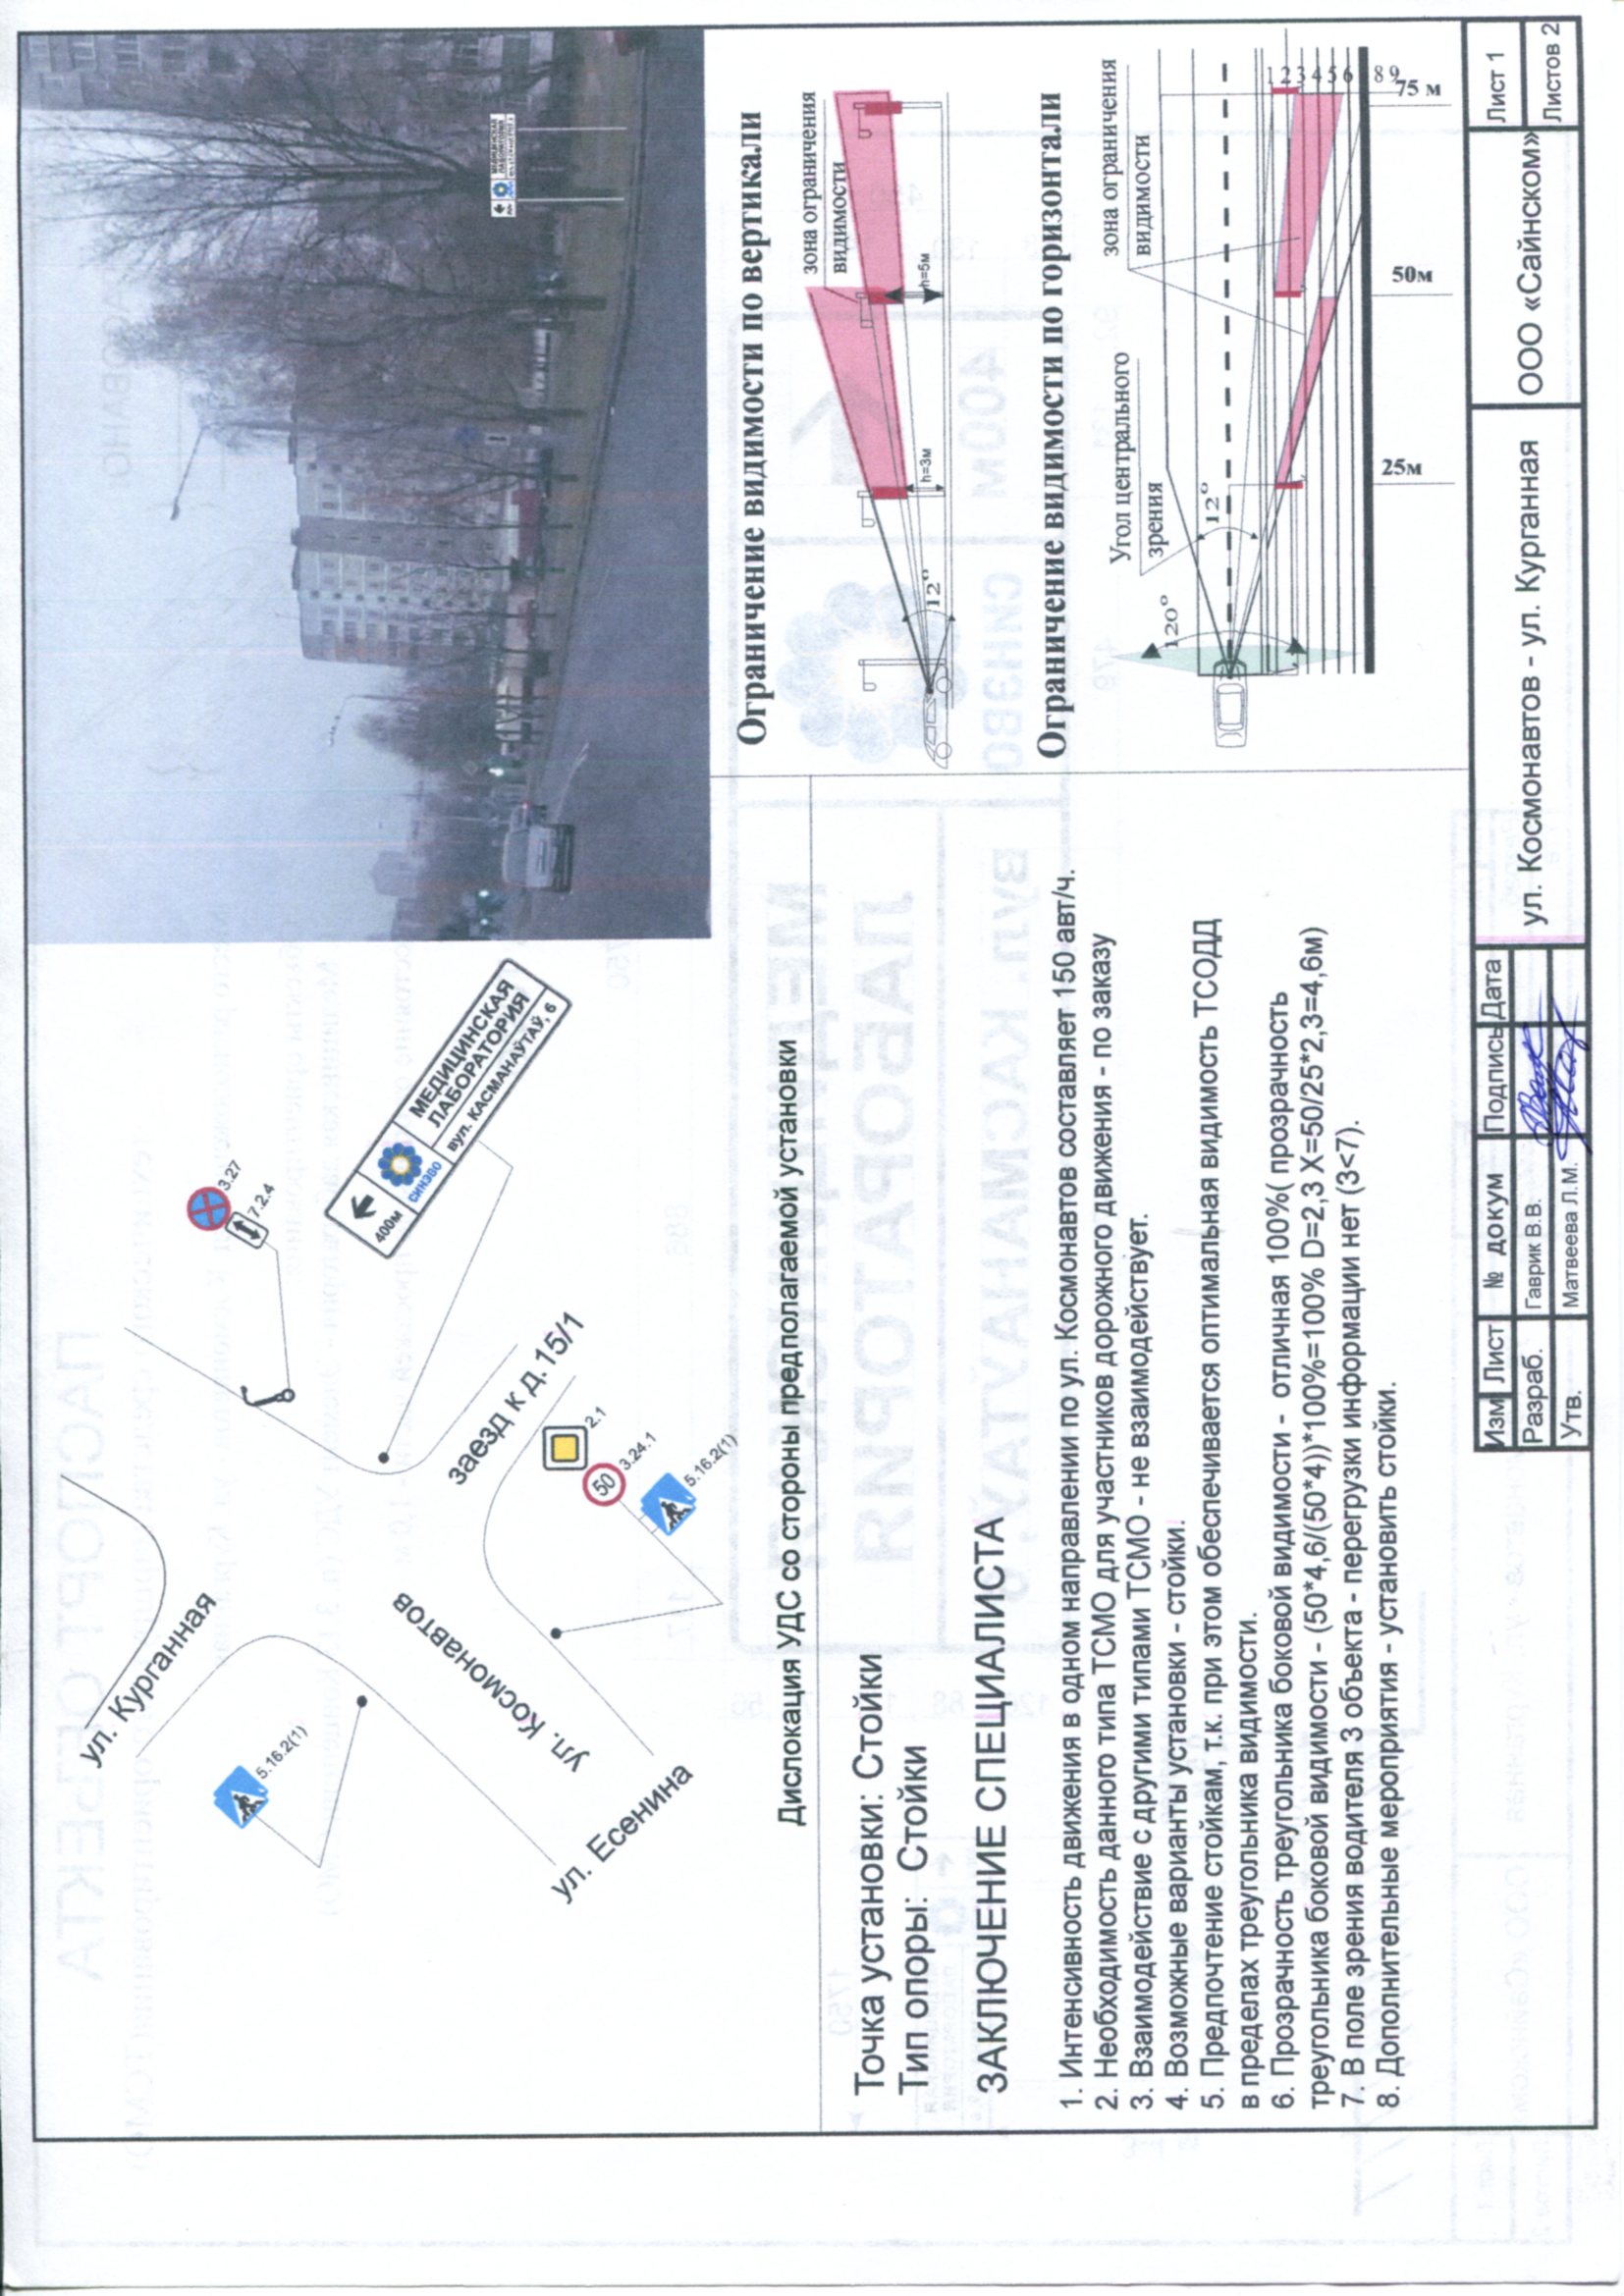 ул. Курганная
5.16.2(1)
ул. Космонавтов
ул. Есенина
3.27
7.2.4
400м
СИНЭВО
МЕДИЦИНСКАЯ
ЛАБОРАТОРИЯ
вул. КАСМАНАЎТАЎ, 6
заезд к д. 15/1
2.1
50
3.24.1
5.16.2(1)
Дислокация УДС со стороны предполагаемой установки
Точка установки: Стойки
Тип опоры: Стойки
ЗАКЛЮЧЕНИЕ СПЕЦИАЛИСТА
1. Интенсивность движения в одном направлении по ул. Космонавтов составляет 150 авт/ч.
2. Необходимость данного типа ТСМО для участников дорожного движения - по заказу
3. Взаимодействие с другими типами ТСМО - не взаимодействует.
4. Возможные варианты установки - стойки.
5. Предпочтение стойкам, т.к. при этом обеспечивается оптимальная видимость ТСОДД
в пределах треугольника видимости.
6. Прозрачность треугольника боковой видимости - отличная 100%( прозрачность
треугольника боковой видимости - (50*4,6/(50*4))*100%=100% D=2,3 X=50/25*2,3=4,6м)
7. В поле зрения водителя 3 объекта - перегрузки информации нет (3<7).
8. Дополнительные мероприятия - установить стойки.
Ограничение видимости по вертикали
зона ограничения
видимости
12°
h=3м
h=5м
Ограничение видимости по горизонтали
Угол центрального
зрения
зона ограничения
видимости
120°
12°
1 2 3 4 5 6 8 9
25м
50м
75 м
Изм Лист № докум Подпись Дата
Разраб. Гаврик В.В.
Утв. Матвеева Л.М.
ул. Космонавтов - ул. Курганная
ООО «Сайнском»
Лист 1
Листов 2